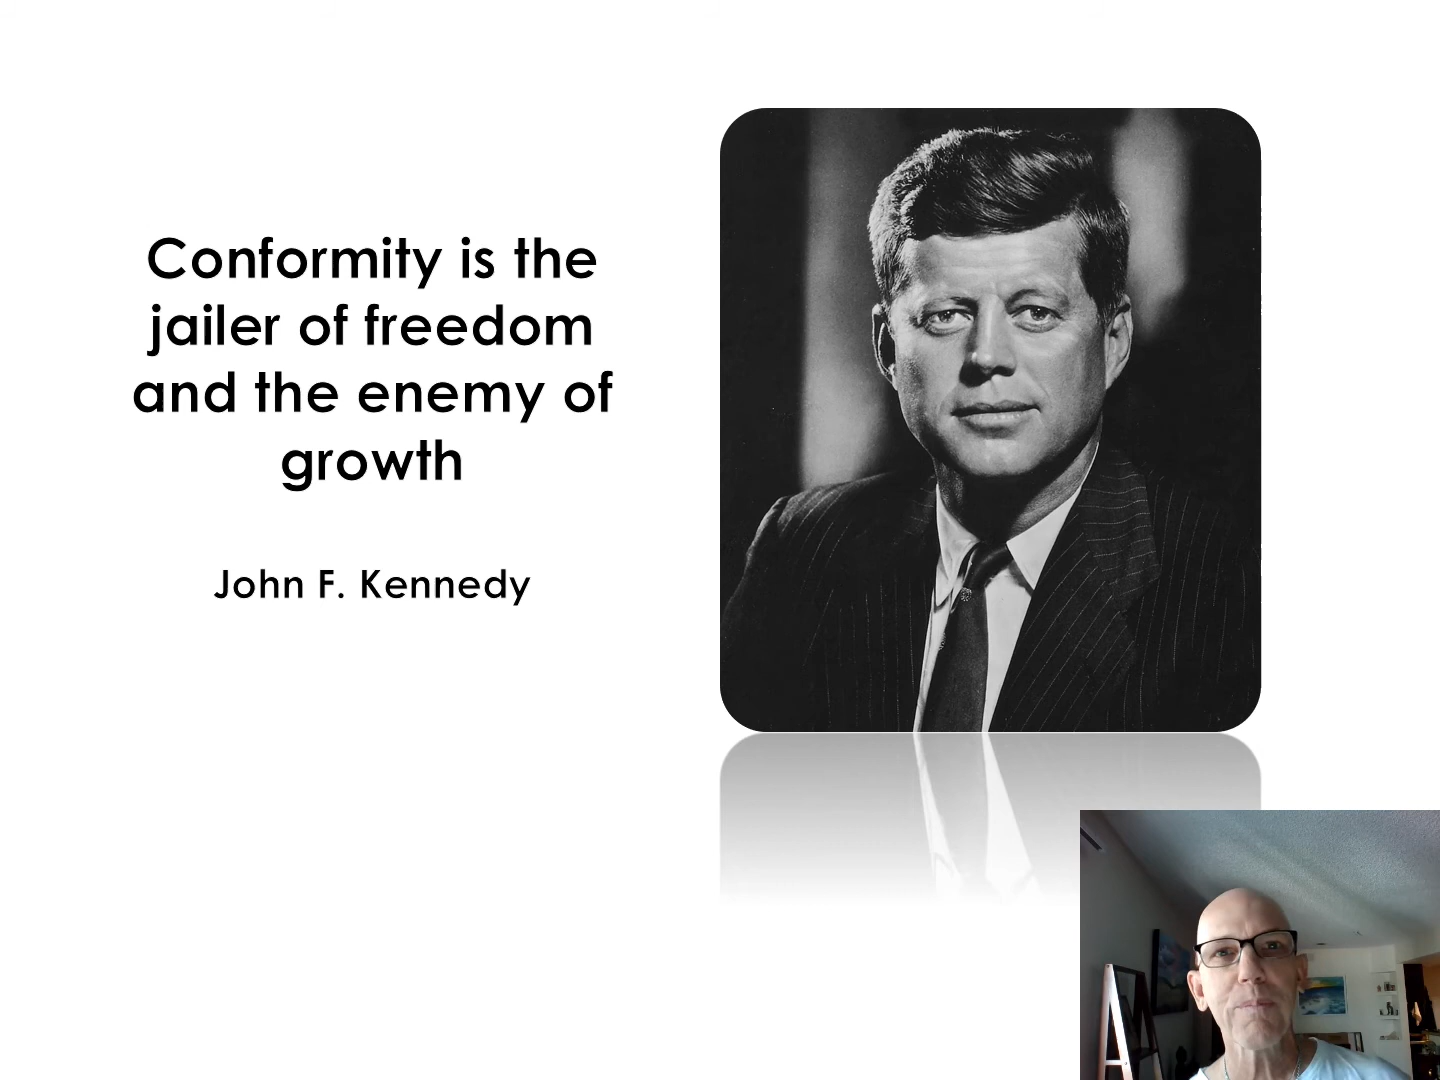 Conformity is the
jailer of freedom
and the enemy of
growth
John F. Kennedy